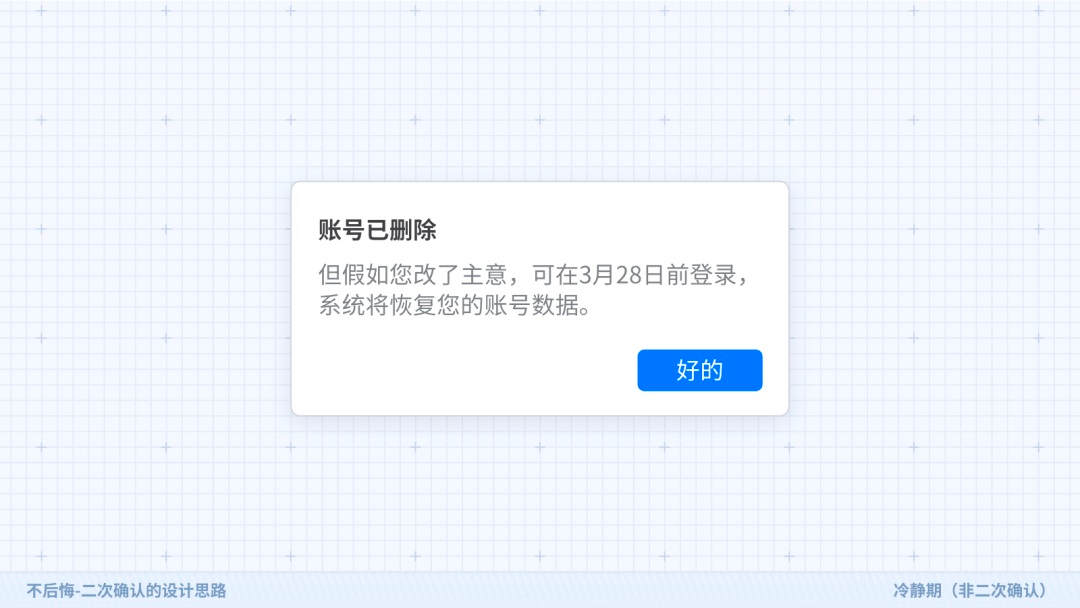 账号已删除
但假如您改了主意，可在3月28日前登录，
系统将恢复您的账号数据。
好的
不后悔-二次确认的设计思路
冷静期（非二次确认）